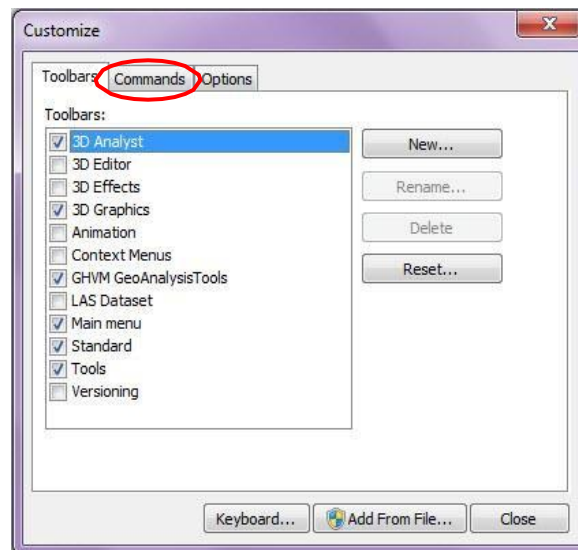 Customize
Toolbars Commands Options
Toolbars:
3D Analyst
3D Editor
3D Effects
3D Graphics
Animation
Context Menus
GHVM GeoAnalysisTools
LAS Dataset
Main menu
Standard
Tools
Versioning
New...
Rename...
Delete
Reset...
Keyboard... Add From File... Close